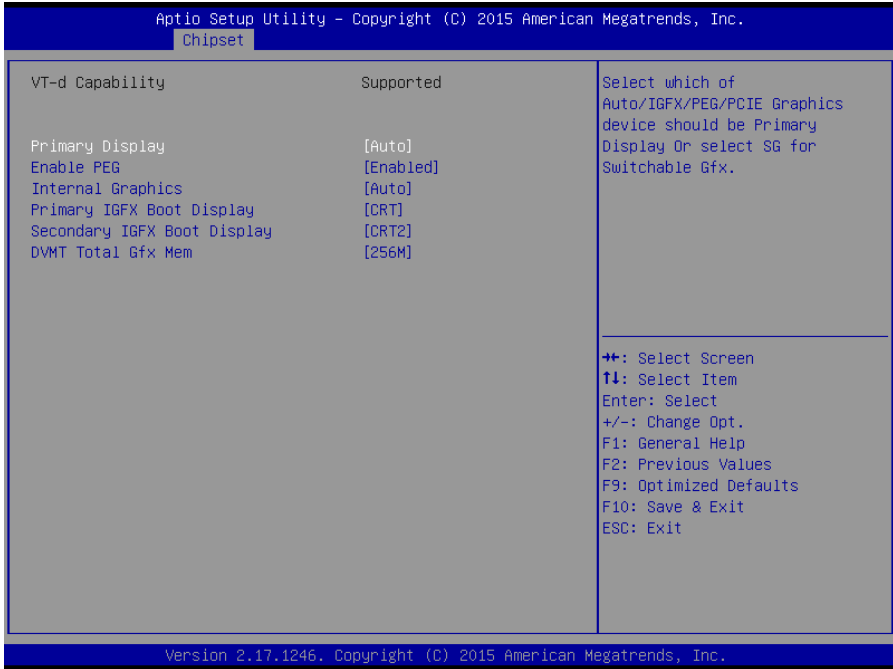 Aptio Setup Utility – Copyright (C) 2015 American Megatrends, Inc.
Chipset
VT-d Capability Supported
Primary Display [Auto]
Enable PEG [Enabled]
Internal Graphics [Auto]
Primary IGFX Boot Display [CRT]
Secondary IGFX Boot Display [CRT2]
DVMT Total Gfx Mem [256M]
Select which of
Auto/IGFX/PEG/PCIE Graphics
device should be Primary
Display Or select SG for
Switchable Gfx.
→←: Select Screen
↑↓: Select Item
Enter: Select
+/-: Change Opt.
F1: General Help
F2: Previous Values
F9: Optimized Defaults
F10: Save & Exit
ESC: Exit
Version 2.17.1246. Copyright (C) 2015 American Megatrends, Inc.